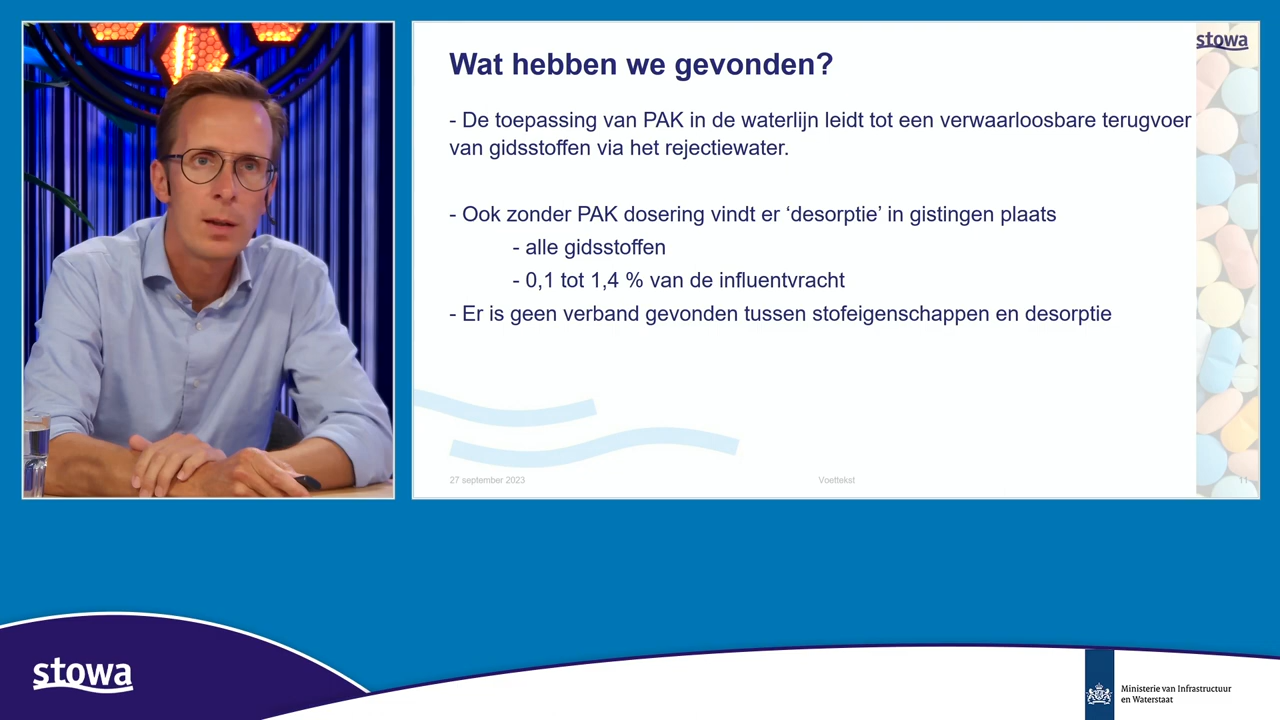 stowa
Wat hebben we gevonden?
- De toepassing van PAK in de waterlijn leidt tot een verwaarloosbare terugvoer
van gidsstoffen via het rejectiewater.
- Ook zonder PAK dosering vindt er ‘desorptie’ in gistingen plaats
- alle gidsstoffen
- 0,1 tot 1,4 % van de influentvracht
- Er is geen verband gevonden tussen stofeigenschappen en desorptie
27 september 2023
Voettekst
11
stowa
Ministerie van Infrastructuur
en Waterstaat